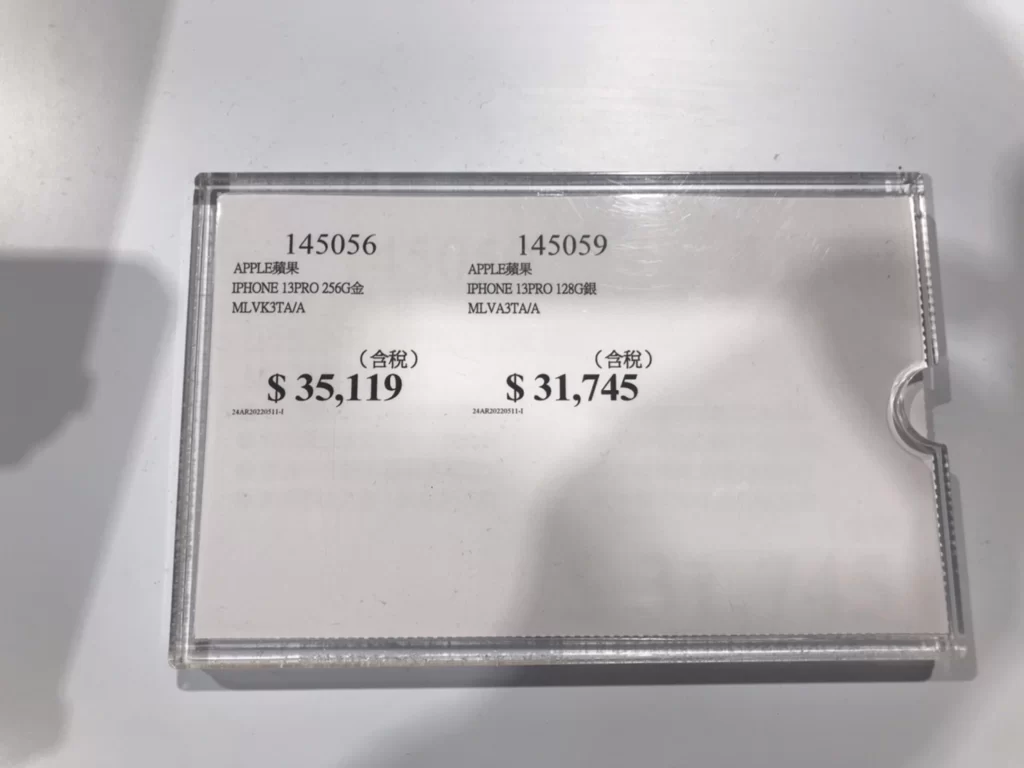 145056
APPLE蘋果
IPHONE 13PRO 256G金
MLVK3TA/A
（含稅）
$ 35,119
24AR20220511-I
145059
APPLE蘋果
IPHONE 13PRO 128G銀
MLVA3TA/A
（含稅）
$ 31,745
24AR20220511-I